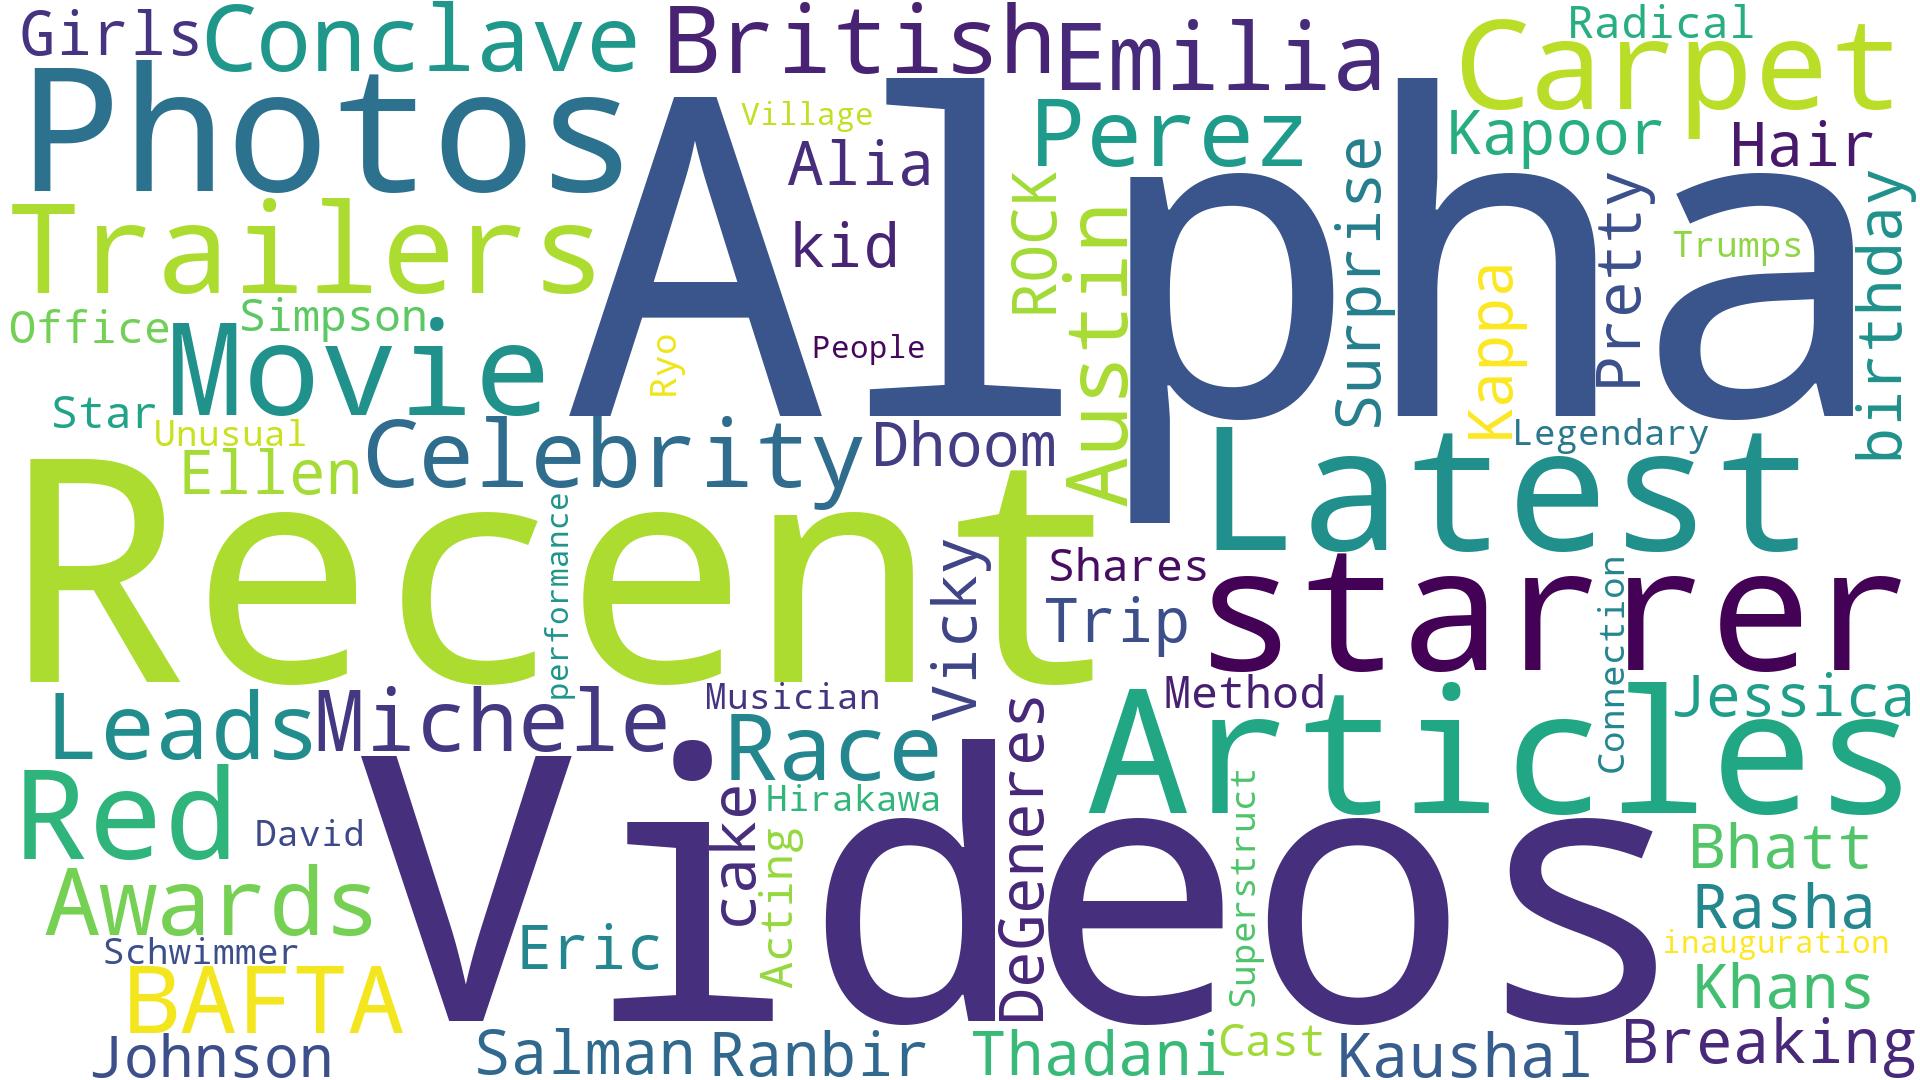 Girls
Conclave
British
Emilia
Radical
Carpet
Photos
Alpha
Village
Perez
Kapoor
Hair
Alia
Trailers
kid
ROCK
Austin
Surprise
Pretty
Trumps
birthday
Office
Simpson
Movie
Ryo
People
Kappa
Star
Unusual
Ellen
Celebrity
Dhoom
Legendary
Latest
Recent
performance
Vicky
Shares
Trip
starrer
Connection
Leads
Michele
Musician
Race
Method
Articles
Jessica
Red
David
Videos
cake
Hirakawa
Acting
DeGeneres
Superstruct
Bhatt
Awards
Rasha
Schwimmer
Eric
inauguration
BAFTA
Khans
Johnson
Salman
Ranbir
Thadani
Cast
Kaushal
Breaking